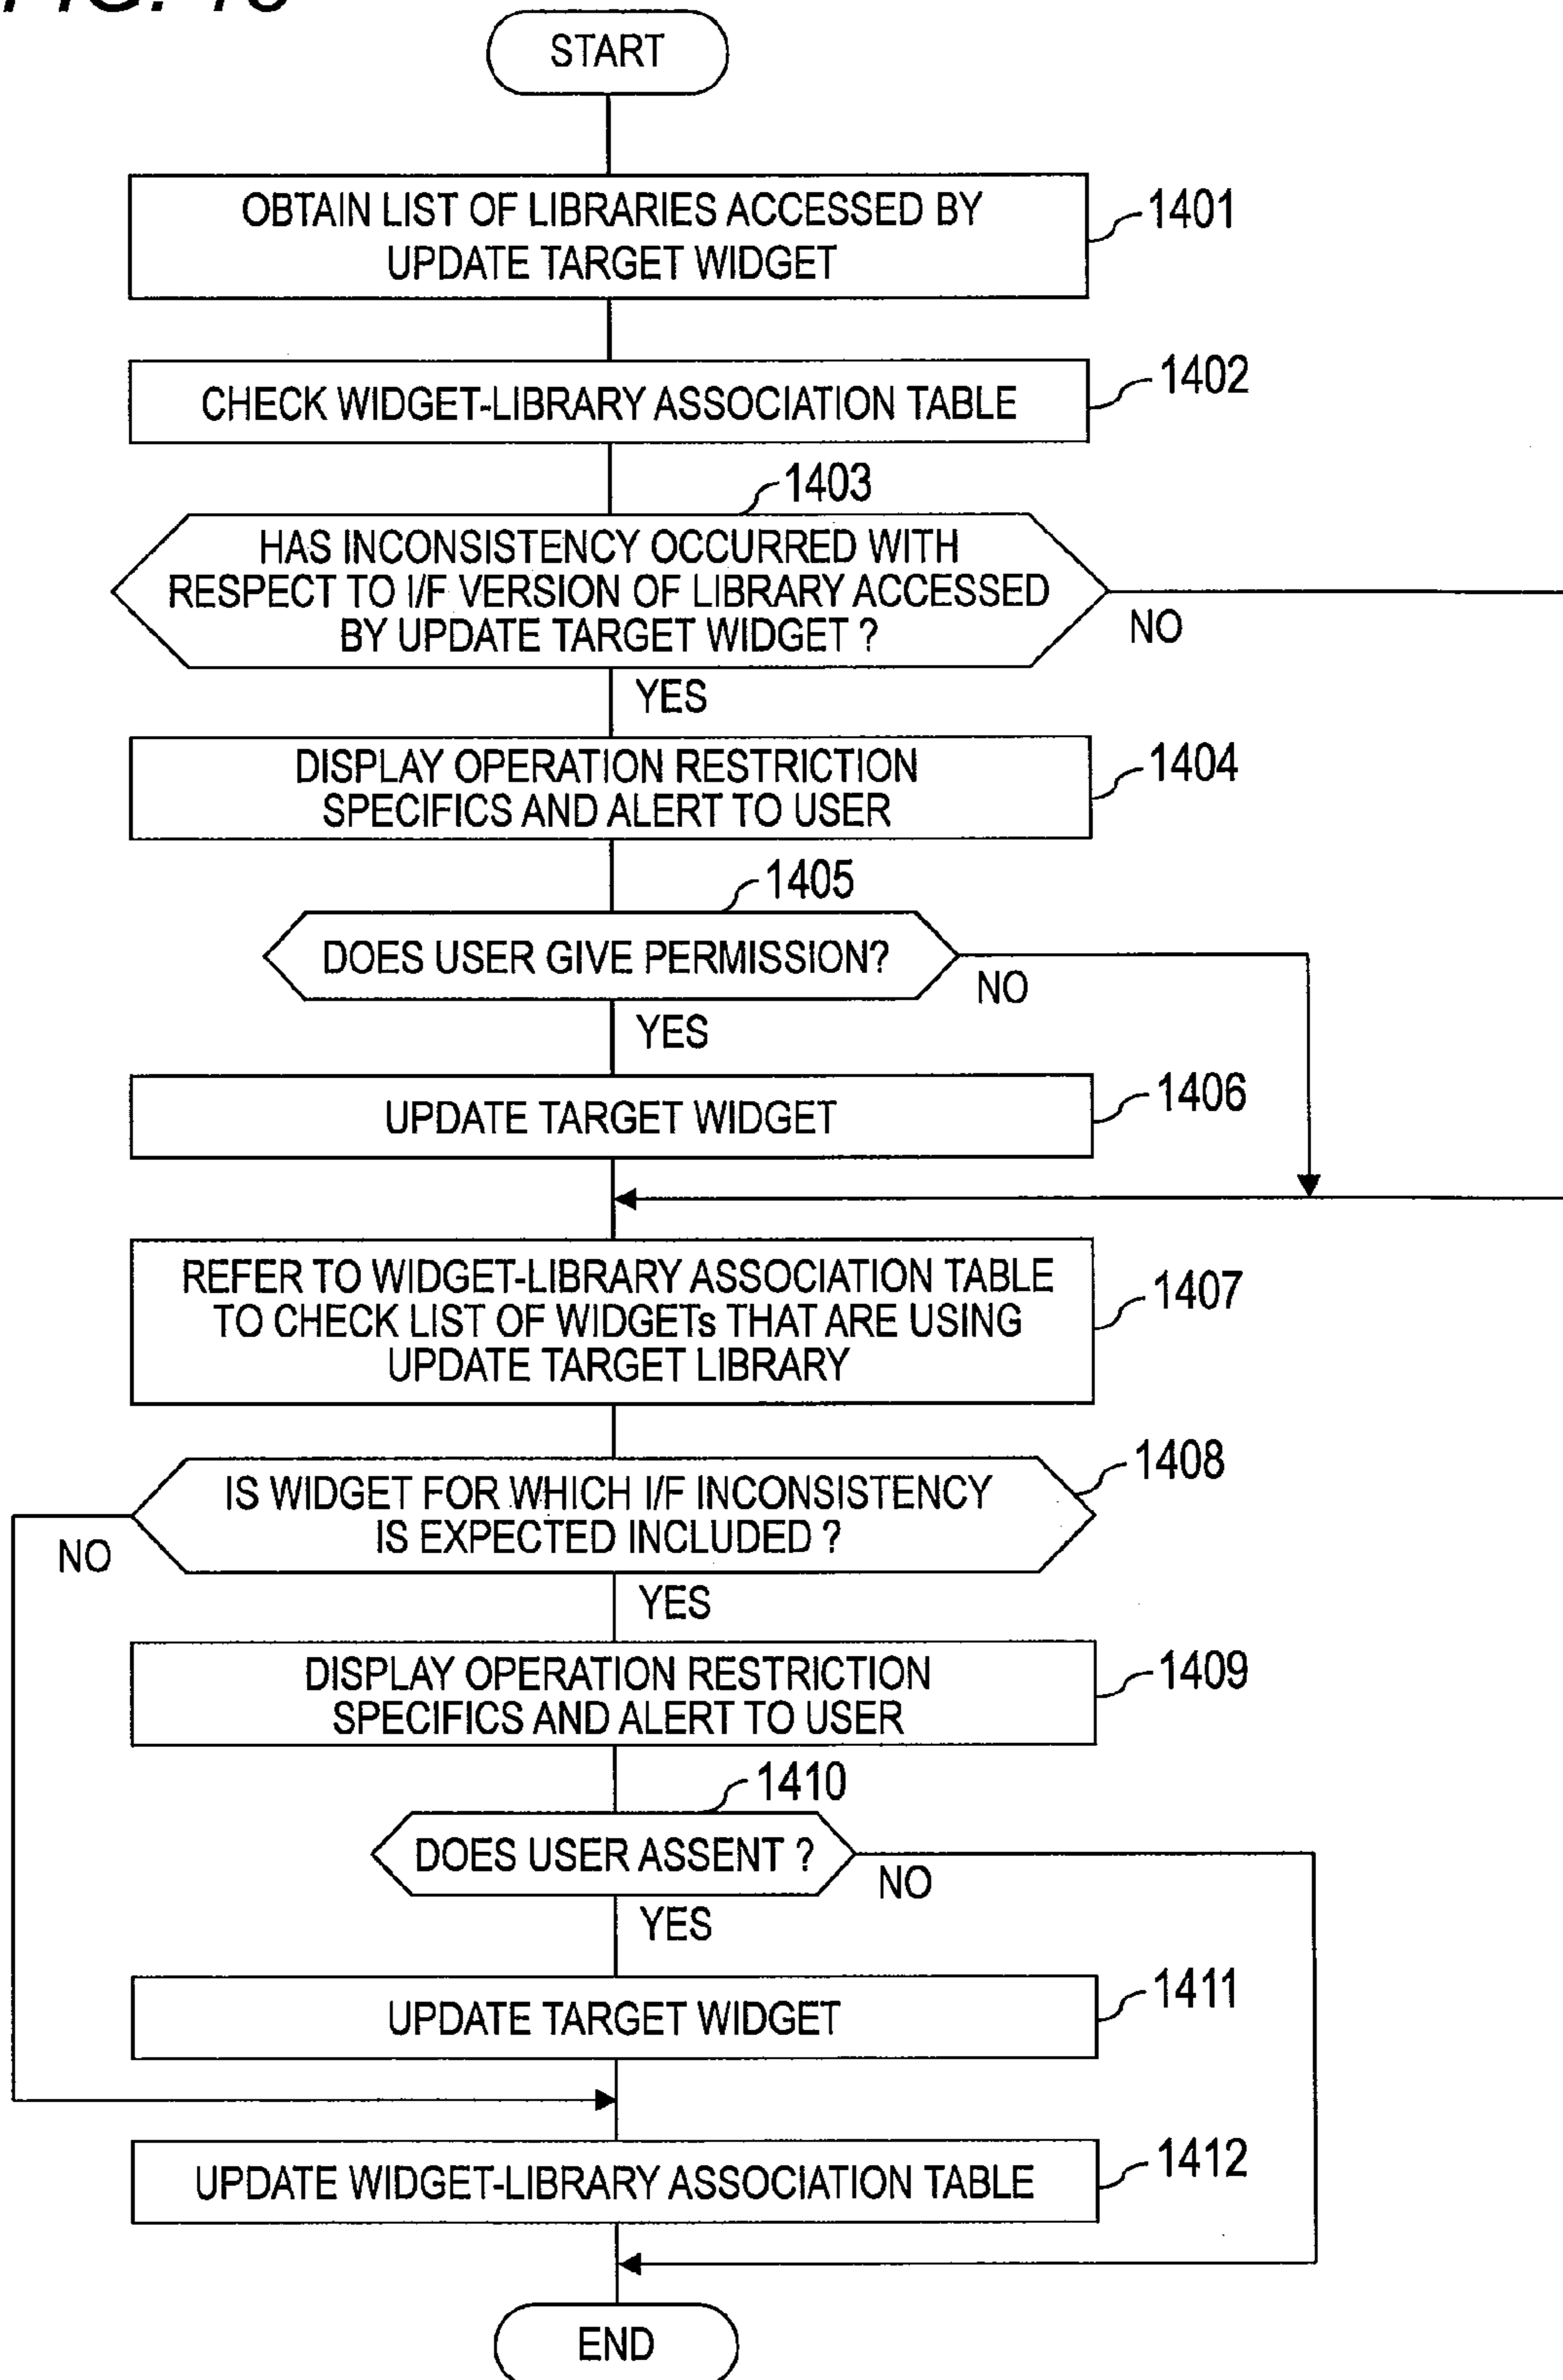 START
OBTAIN LIST OF LIBRARIES ACCESSED BY
UPDATE TARGET WIDGET
1401
CHECK WIDGET-LIBRARY ASSOCIATION TABLE
1402
1403
HAS INCONSISTENCY OCCURRED WITH
RESPECT TO I/F VERSION OF LIBRARY ACCESSED
BY UPDATE TARGET WIDGET ?
NO
YES
DISPLAY OPERATION RESTRICTION
SPECIFICS AND ALERT TO USER
1404
1405
DOES USER GIVE PERMISSION?
NO
YES
UPDATE TARGET WIDGET
1406
REFER TO WIDGET-LIBRARY ASSOCIATION TABLE
TO CHECK LIST OF WIDGETs THAT ARE USING
UPDATE TARGET LIBRARY
1407
1408
IS WIDGET FOR WHICH I/F INCONSISTENCY
IS EXPECTED INCLUDED ?
NO
YES
DISPLAY OPERATION RESTRICTION
SPECIFICS AND ALERT TO USER
1409
1410
DOES USER ASSENT ?
NO
YES
UPDATE TARGET WIDGET
1411
UPDATE WIDGET-LIBRARY ASSOCIATION TABLE
1412
END